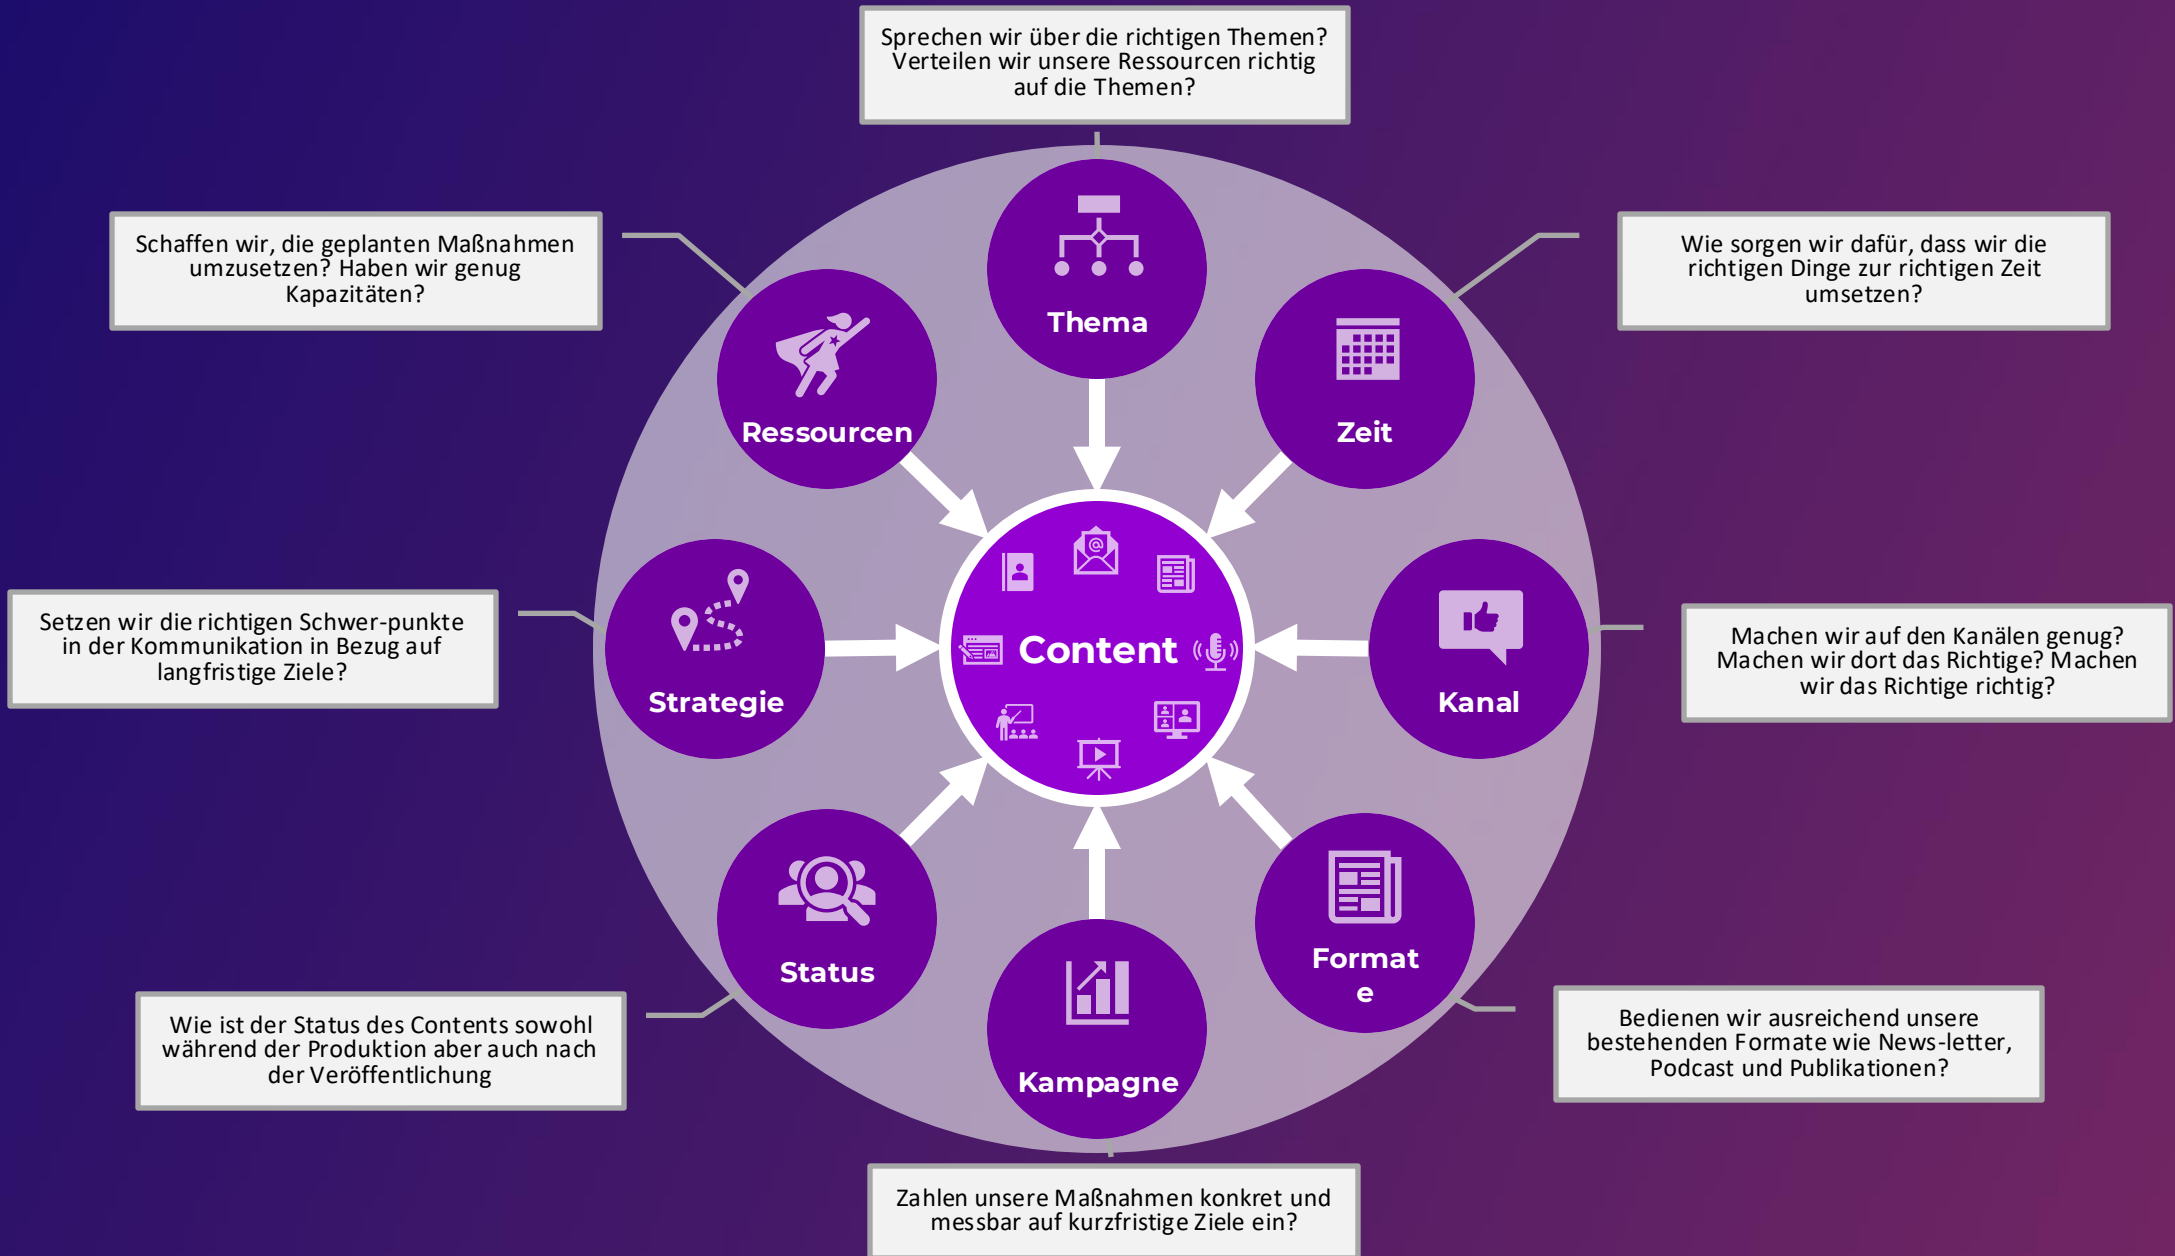 Sprechen wir über die richtigen Themen?
Verteilen wir unsere Ressourcen richtig
auf die Themen?
Schaffen wir, die geplanten Maßnahmen
umzusetzen? Haben wir genug
Kapazitäten?
Wie sorgen wir dafür, dass wir die
richtigen Dinge zur richtigen Zeit
umsetzen?
Thema
Ressourcen
Zeit
Setzen wir die richtigen Schwer-punkte
in der Kommunikation in Bezug auf
langfristige Ziele?
Strategie
@
Content
Kanal
Machen wir auf den Kanälen genug?
Machen wir dort das Richtige? Machen
wir das Richtige richtig?
Status
Format
e
Kampagne
Wie ist der Status des Contents sowohl
während der Produktion aber auch nach
der Veröffentlichung
Bedienen wir ausreichend unsere
bestehenden Formate wie News-letter,
Podcast und Publikationen?
Zahlen unsere Maßnahmen konkret und
messbar auf kurzfristige Ziele ein?